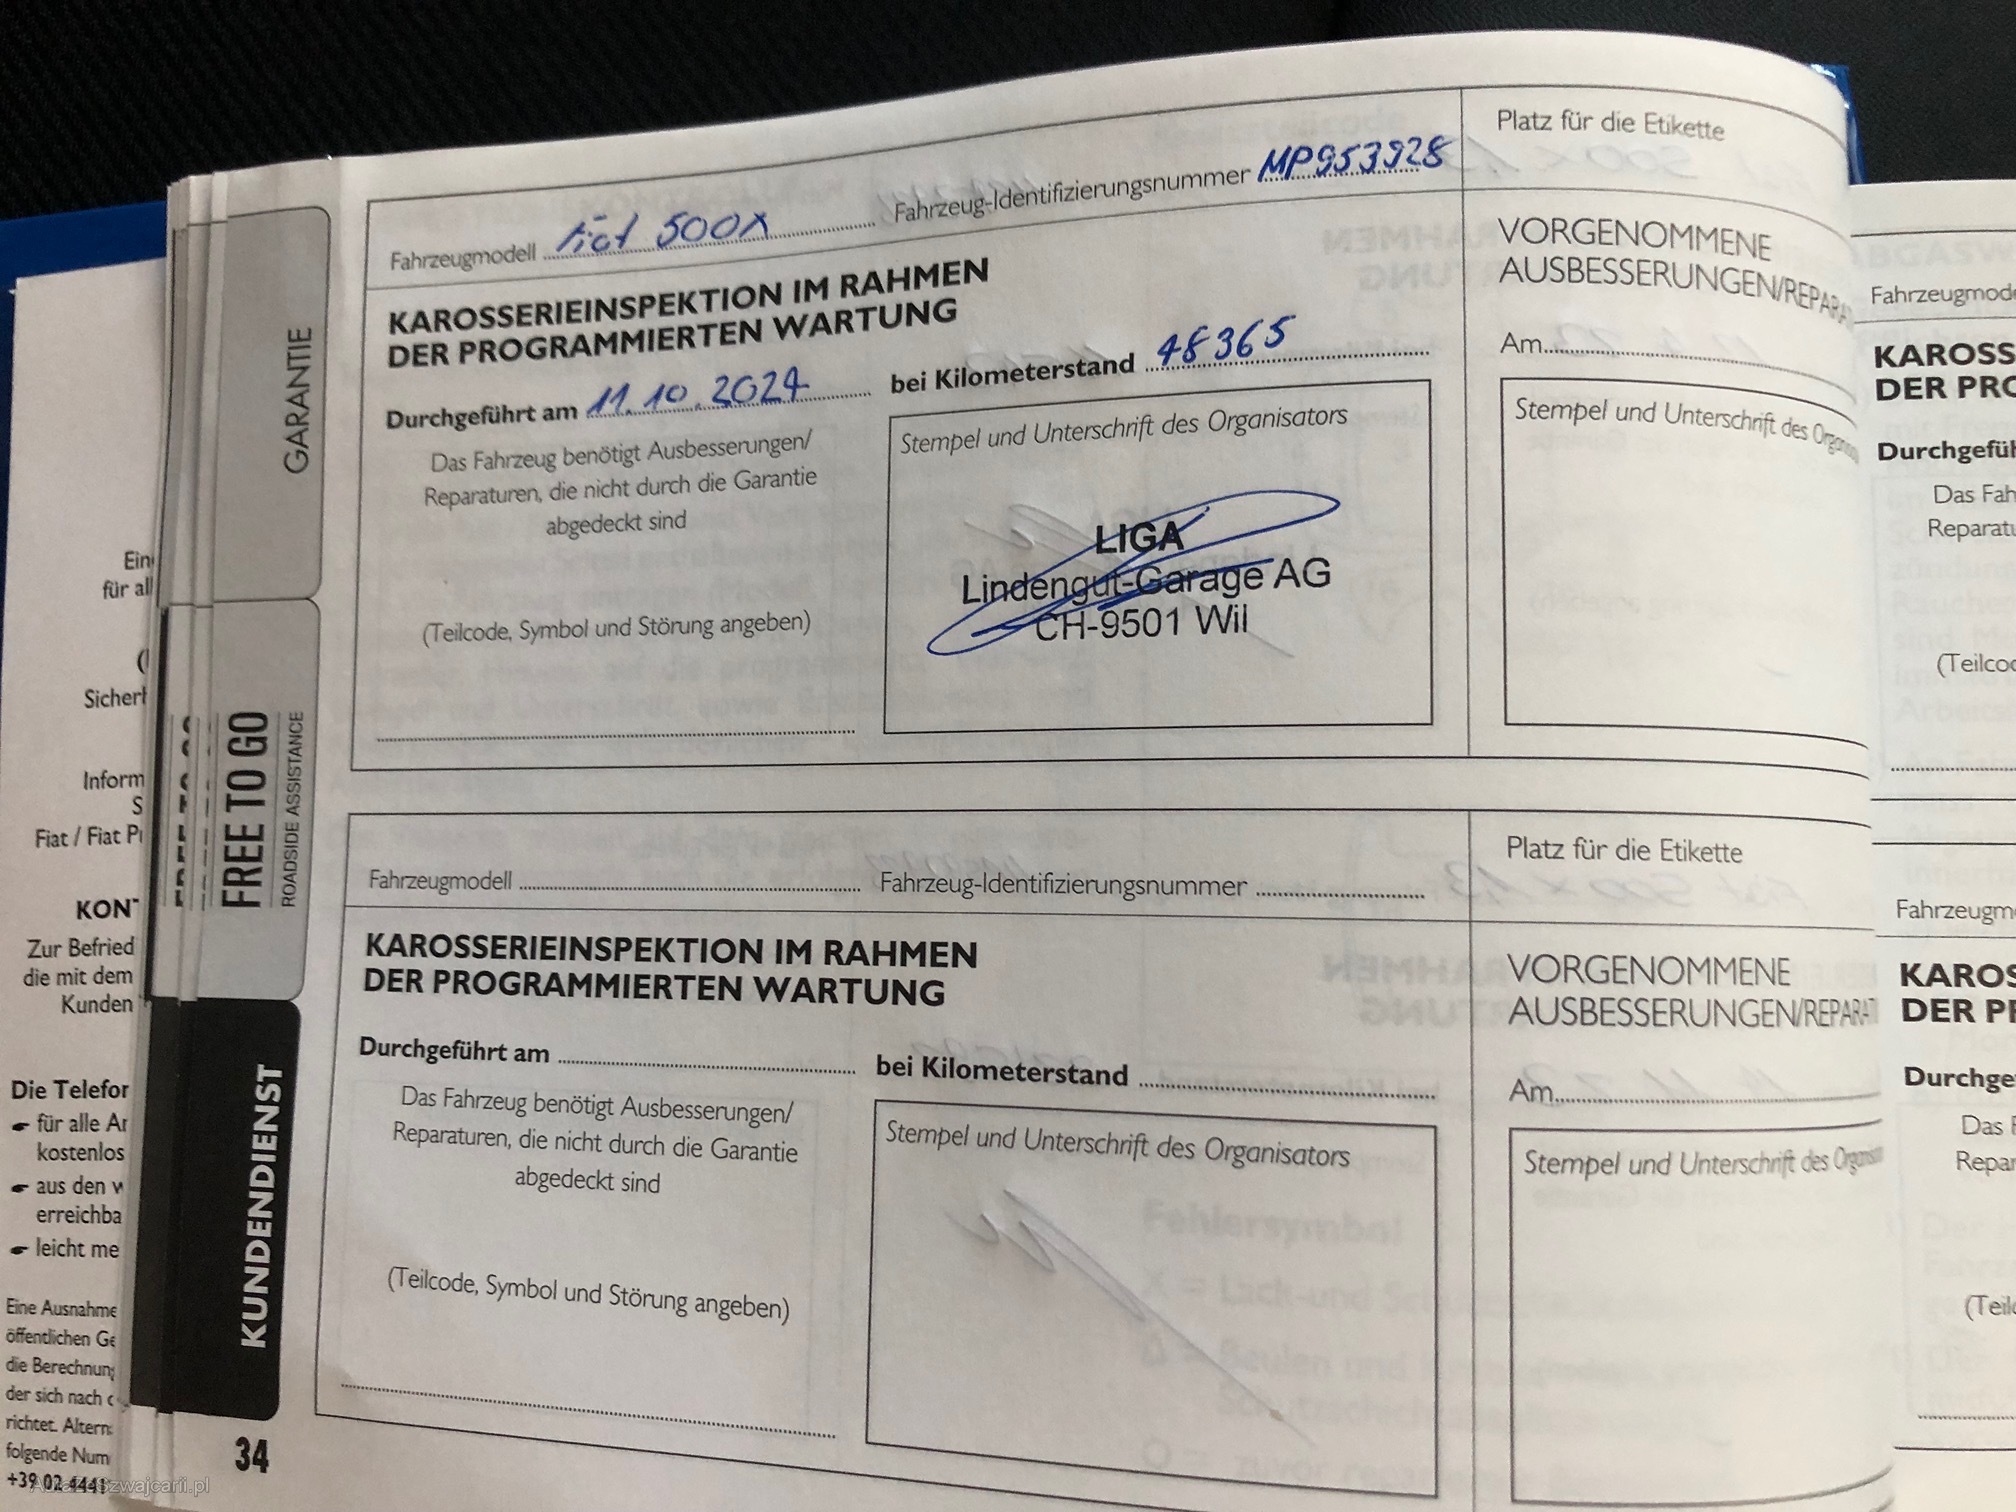 Platz für die Etikette
Fahrzeugmodell Fiat 500X Fahrzeug-Identifizierungsnummer MP953928
KAROSSERIEINSPEKTION IM RAHMEN
DER PROGRAMMIERTEN WARTUNG
VORGENOMMENE
AUSBESSERUNGEN/REPARA
Durchgeführt am 11.10.2024 bei Kilometerstand 48365
Am
Das Fahrzeug benötigt Ausbesserungen/
Reparaturen, die nicht durch die Garantie
abgedeckt sind
(Teilcode, Symbol und Störung angeben)
Stempel und Unterschrift des Organisators
LIGA
Lindengut-Garage AG
CH-9501 Wil
Stempel und Unterschrift des
Platz für die Etikette
Fahrzeugmodell Fahrzeug-Identifizierungsnummer
KAROSSERIEINSPEKTION IM RAHMEN
DER PROGRAMMIERTEN WARTUNG
VORGENOMMENE
AUSBESSERUNGEN/REPARA
Durchgeführt am bei Kilometerstand
Am
Das Fahrzeug benötigt Ausbesserungen/
Reparaturen, die nicht durch die Garantie
abgedeckt sind
(Teilcode, Symbol und Störung angeben)
Stempel und Unterschrift des Organisators
Stempel und Unterschrift des
GARANTIE
FREE TO GO
ROADSIDE ASSISTANCE
KUNDENDIENST
34
Ein
für all
Sicherh
Inform
S
Fiat / Fiat
KON
Zur Befried
die mit dem
Kunden
Die Telefor
für alle Ar
kostenlos
aus den
erreichba
leicht me
Eine Ausnahme
öffentlichen Ge
die Berechnung
der sich nach
richtet. Altern
folgende Num
+39 02 4441
Fahrzeugmode
KAROSS
DER PRO
Durchgefüh
Das Fah
Reparatu
(Teilcod
Fahrzeugm
KAROS
DER P
Durchge
Das
Repar
(Teil